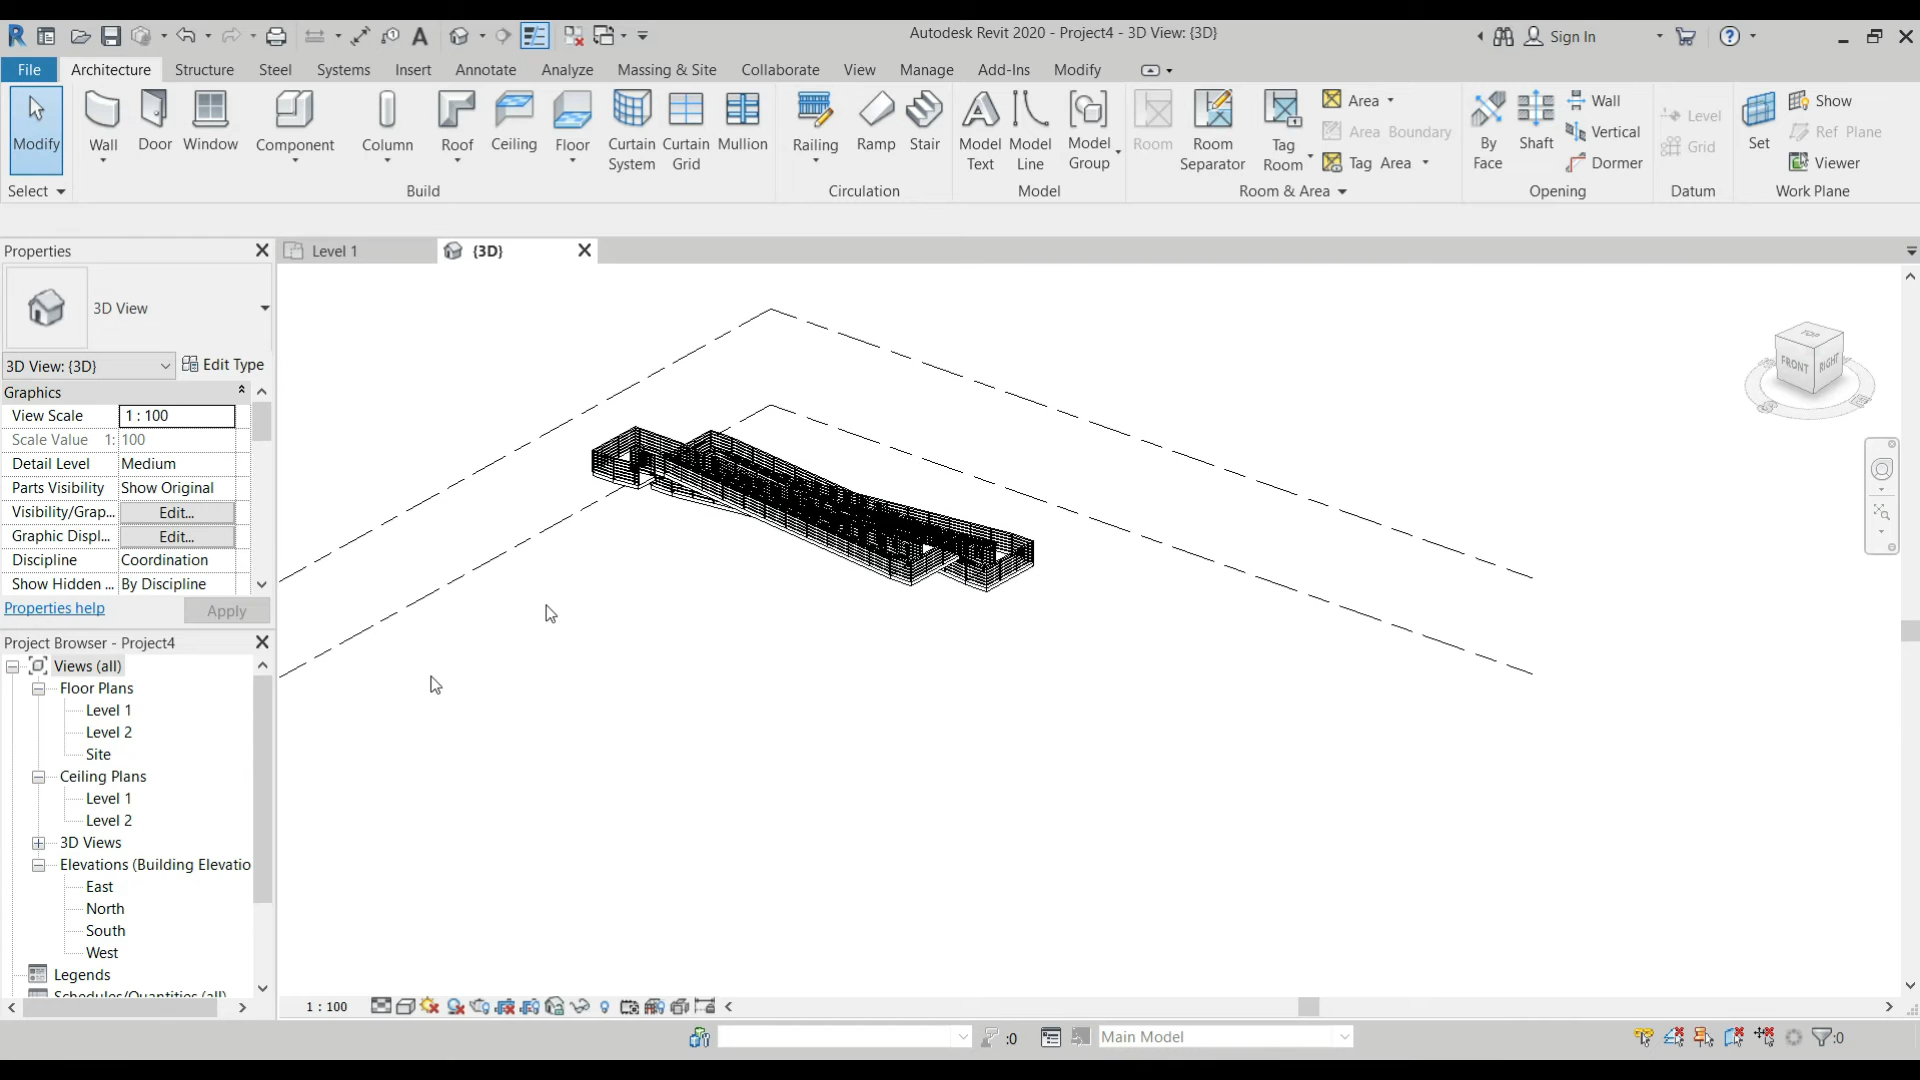 Autodesk Revit 2020 - Project4 - 3D View: {3D}
Sign In
File Architecture Structure Steel Systems Insert Annotate Analyze Massing & Site Collaborate View Manage Add-Ins Modify
Modify
Wall
Door
Window
Component
Column
Roof
Ceiling
Floor
Curtain System
Curtain Grid
Mullion
Railing
Ramp
Stair
Model Text
Model Line
Model Group
Room
Room Separator
Tag Room
Area
Area Boundary
Tag Area
By Face
Shaft
Wall
Vertical
Dormer
Level
Grid
Set
Show
Ref Plane
Viewer
Select
Build
Circulation
Model
Room & Area
Opening
Datum
Work Plane
Properties
Level 1
{3D}
3D View
3D View: {3D}
Edit Type
Graphics
View Scale 1 : 100
Scale Value 1: 100
Detail Level Medium
Parts Visibility Show Original
Visibility/Grap... Edit...
Graphic Displ... Edit...
Discipline Coordination
Show Hidden ... By Discipline
Properties help
Apply
TOP
FRONT
RIGHT
Project Browser - Project4
Views (all)
Floor Plans
Level 1
Level 2
Site
Ceiling Plans
Level 1
Level 2
3D Views
Elevations (Building Elevatio
East
North
South
West
Legends
Schedules/Quantities (all)
1 : 100
:0
Main Model
:0